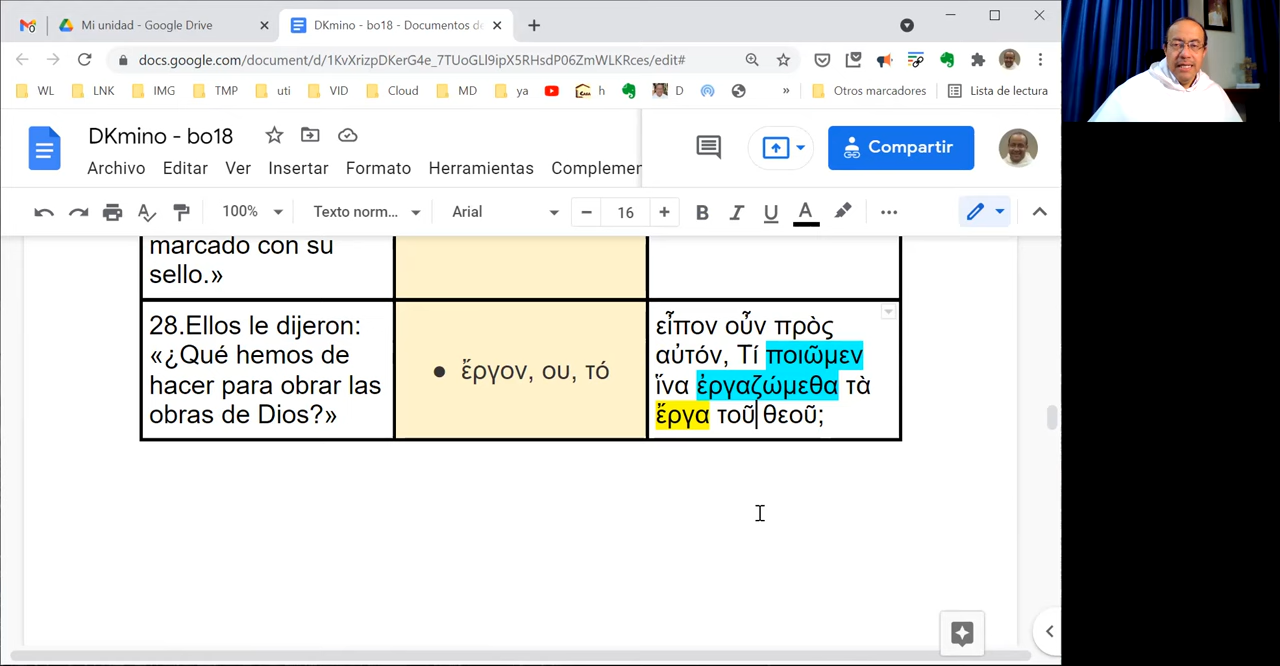 Mi unidad - Google Drive
DKmino - bo18 - Documentos de
docs.google.com/document/d/1KvXrizpDKerG4e_7TUoGLl9ipX5RHsdP06ZmWLKRces/edit#
WL
LNK
IMG
TMP
uti
VID
Cloud
MD
ya
h
D
»
Otros marcadores
Lista de lectura
DKmino - bo18
Compartir
Archivo Editar Ver Insertar Formato Herramientas Complemen
100% Texto norm... Arial 16 B I U A
marcado con su
sello.»
28.Ellos le dijeron:
«¿Qué hemos de
hacer para obrar las
obras de Dios?»
● ἔργον, ου, τό
εἶπον οὖν πρὸς
αὐτόν, Τί ποιῶμεν
ἵνα ἐργαζώμεθα τὰ
ἔργα τοῦ θεοῦ;